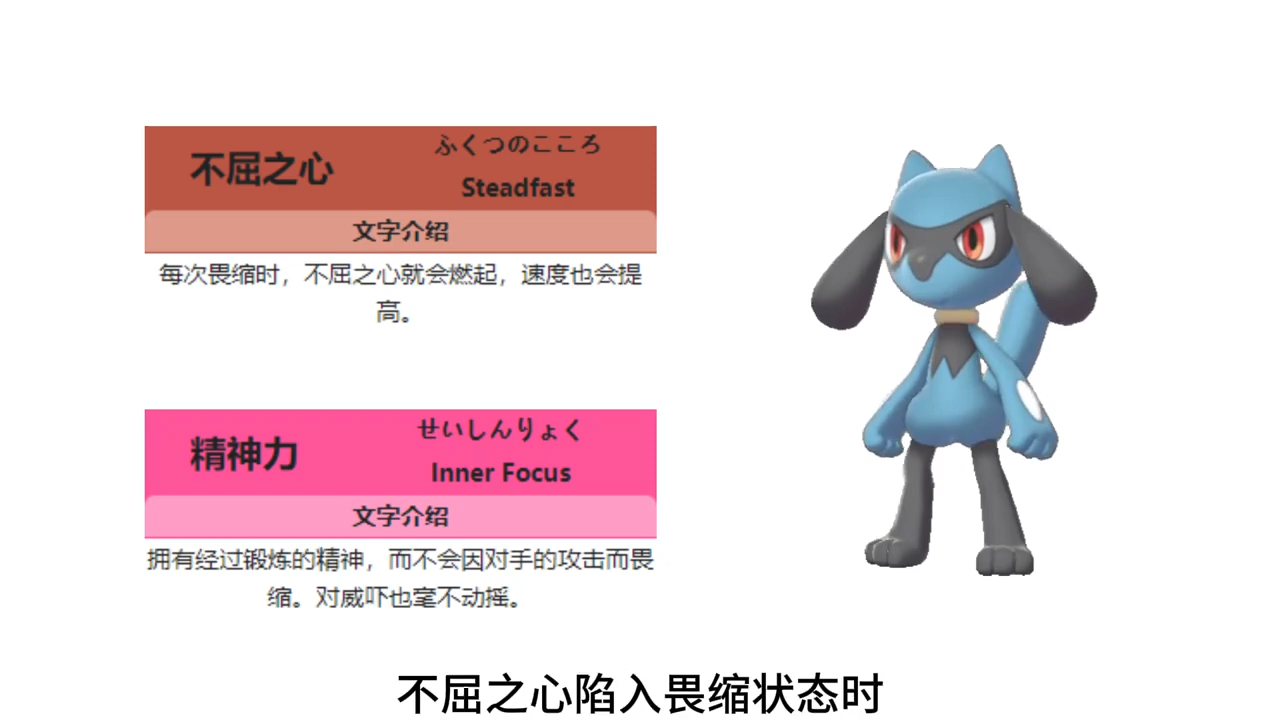 不屈之心
ふくつのこころ
Steadfast
文字介绍
每次畏缩时，不屈之心就会燃起，速度也会提
高。
精神力
せいしんりょく
Inner Focus
文字介绍
拥有经过锻炼的精神，而不会因对手的攻击而畏
缩。对威吓也毫不动摇。
不屈之心陷入畏缩状态时